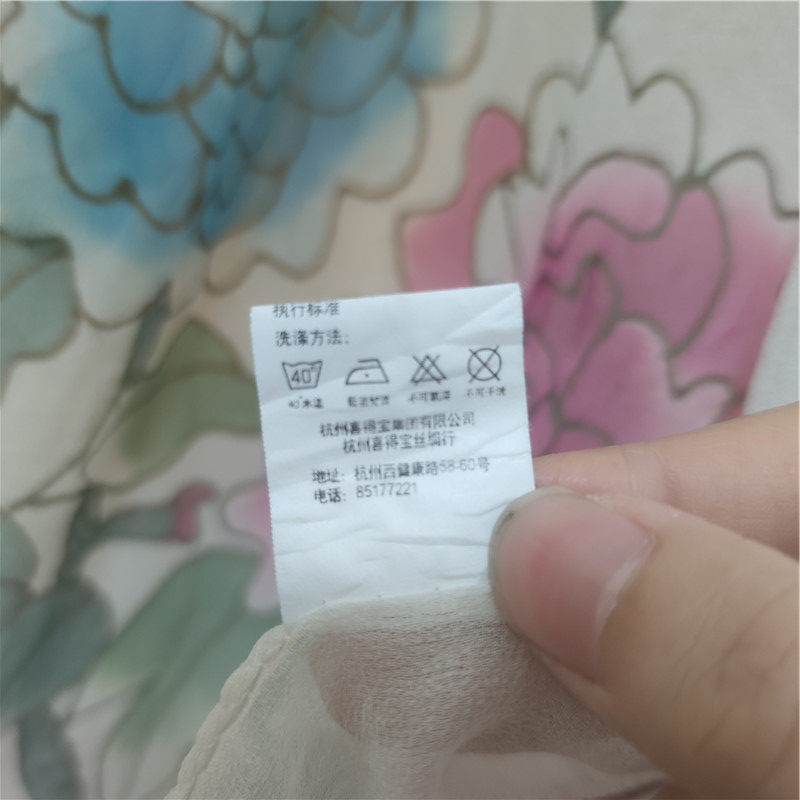 执行标准
洗涤方法：
40°
40°水温 低温熨烫 不可氯漂 不可干洗
杭州喜得宝集团有限公司
杭州喜得宝丝绸行
地址：杭州西健康路58-60号
电话：85177221